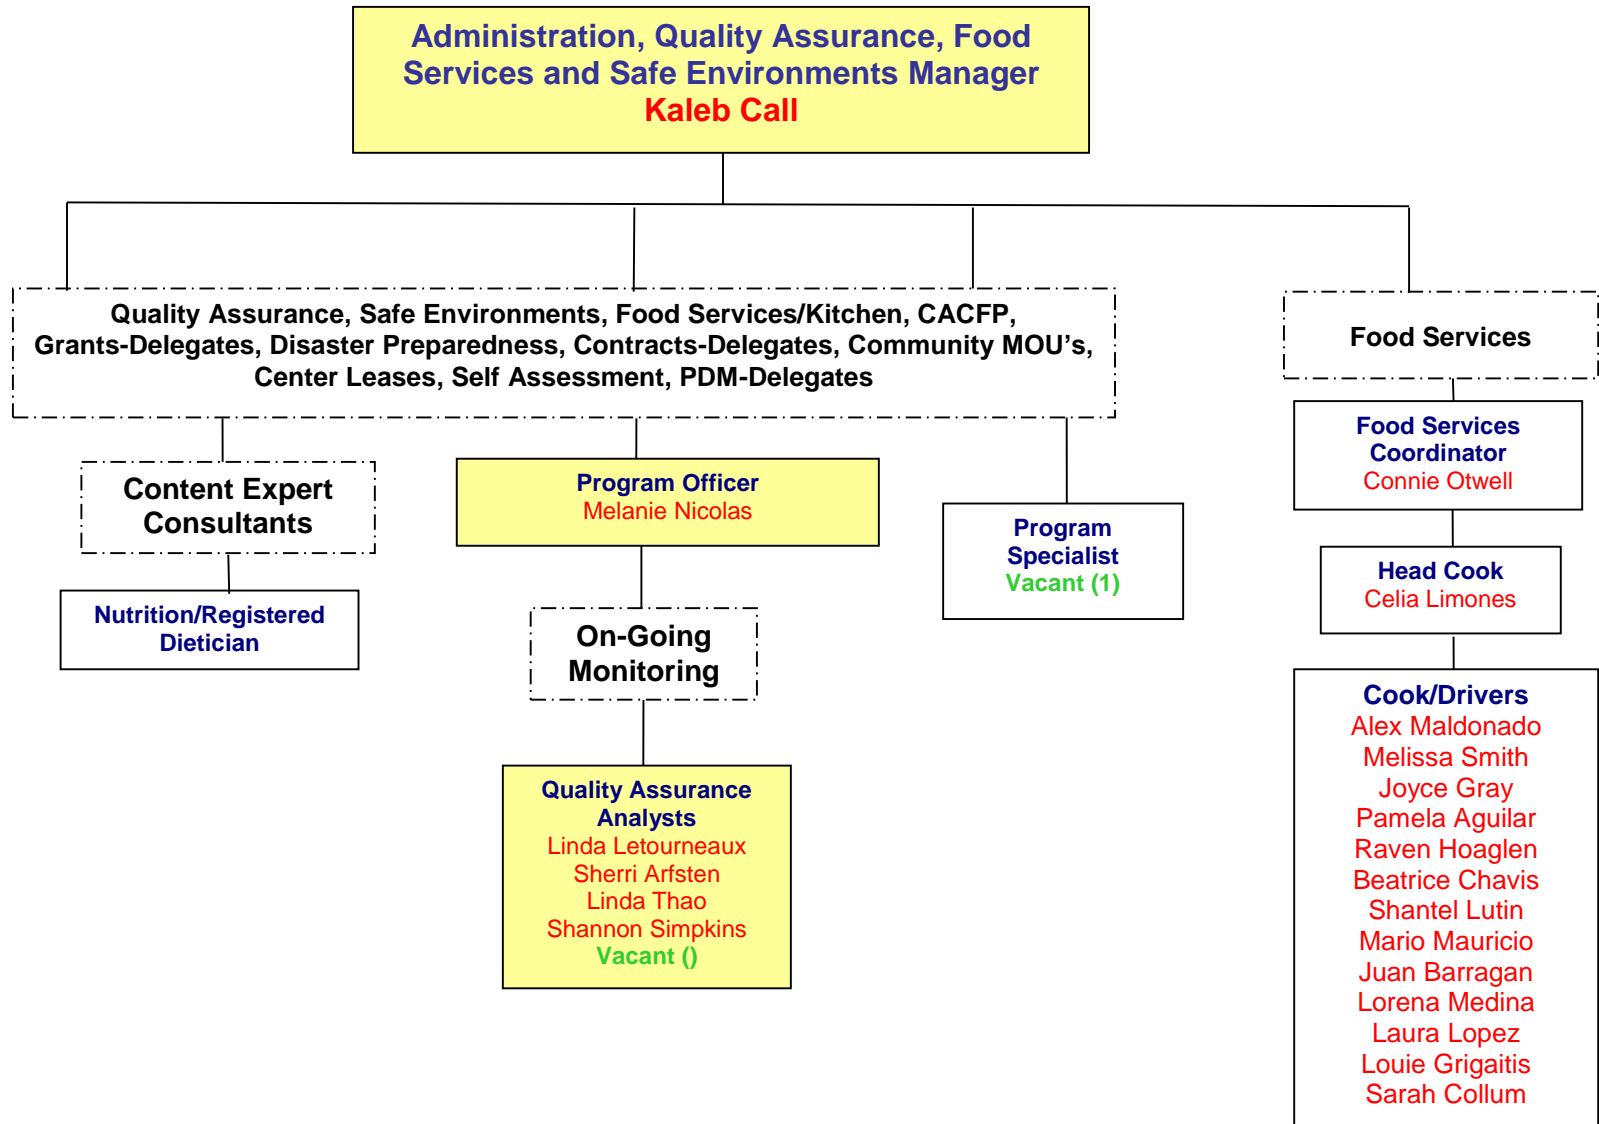 Administration, Quality Assurance, Food
Services and Safe Environments Manager
Kaleb Call
Quality Assurance, Safe Environments, Food Services/Kitchen, CACFP,
Grants-Delegates, Disaster Preparedness, Contracts-Delegates, Community MOU’s,
Center Leases, Self Assessment, PDM-Delegates
Food Services
Content Expert
Consultants
Nutrition/Registered
Dietician
Program Officer
Melanie Nicolas
On-Going
Monitoring
Quality Assurance
Analysts
Linda Letourneaux
Sherri Arfsten
Linda Thao
Shannon Simpkins
Vacant ()
Program
Specialist
Vacant (1)
Food Services
Coordinator
Connie Otwell
Head Cook
Celia Limones
Cook/Drivers
Alex Maldonado
Melissa Smith
Joyce Gray
Pamela Aguilar
Raven Hoaglen
Beatrice Chavis
Shantel Lutin
Mario Mauricio
Juan Barragan
Lorena Medina
Laura Lopez
Louie Grigaitis
Sarah Collum